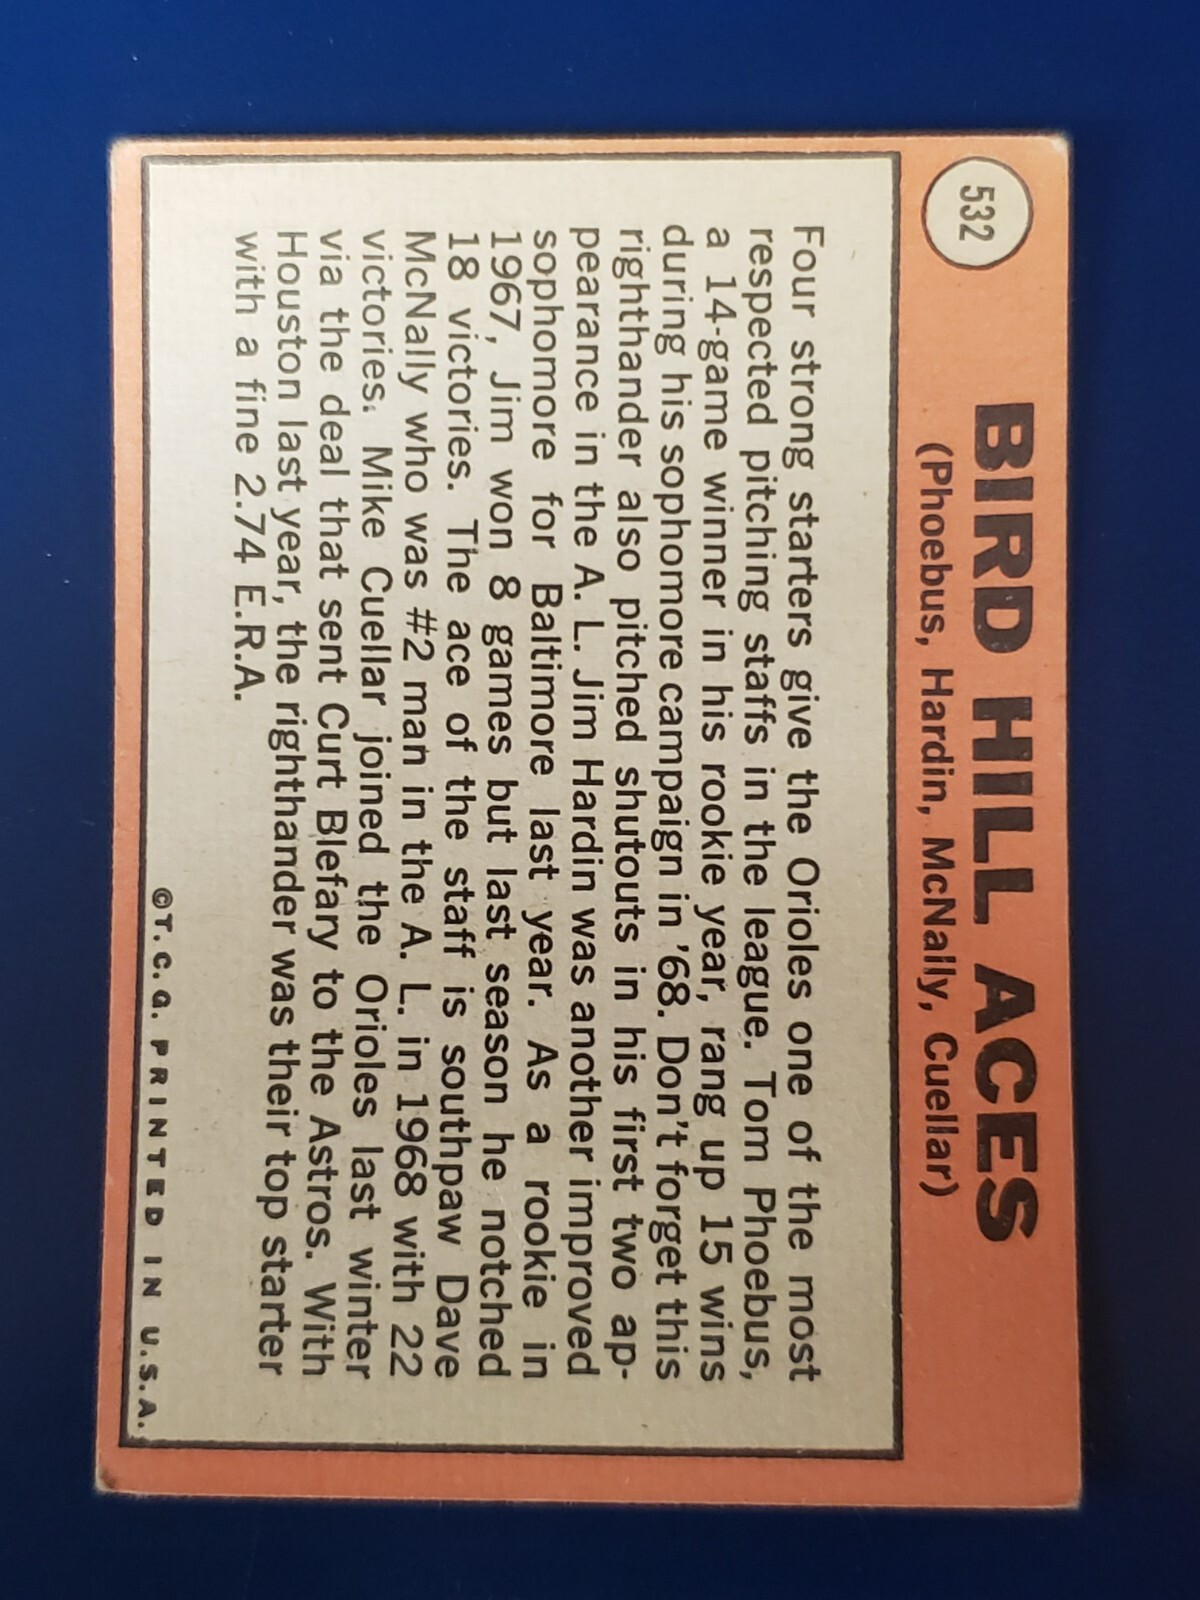 532
BIRD HILL ACES
(Phoebus, Hardin, McNally, Cuellar)
Four strong starters give the Orioles one of the most
respected pitching staffs in the league. Tom Phoebus,
a 14-game winner in his rookie year, rang up 15 wins
during his sophomore campaign in '68. Don't forget this
righthander also pitched shutouts in his first two ap-
pearance in the A. L. Jim Hardin was another improved
sophomore for Baltimore last year. As a rookie in
1967, Jim won 8 games but last season he notched
18 victories. The ace of the staff is southpaw Dave
McNally who was #2 man in the A. L. in 1968 with 22
victories. Mike Cuellar joined the Orioles last winter
via the deal that sent Curt Blefary to the Astros. With
Houston last year, the righthander was their top starter
with a fine 2.74 E.R.A.
©T.C.G. PRINTED IN U.S.A.